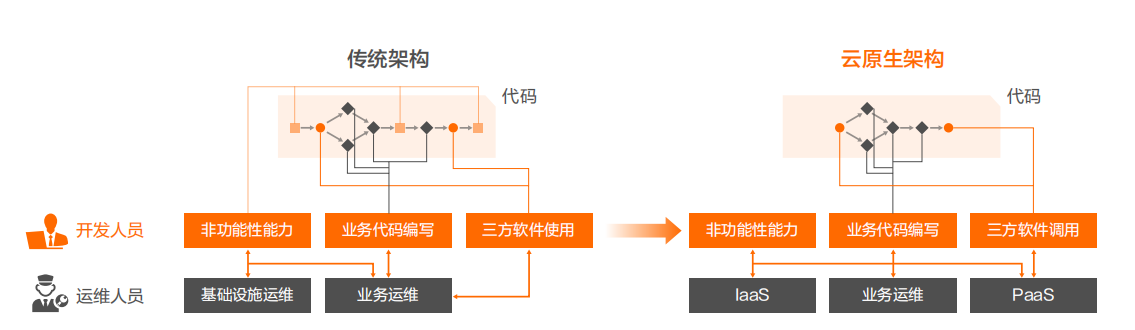 传统架构
云原生架构
代码
代码
开发人员
非功能性能力
业务代码编写
三方软件使用
非功能性能力
业务代码编写
三方软件调用
运维人员
基础设施运维
业务运维
IaaS
业务运维
PaaS